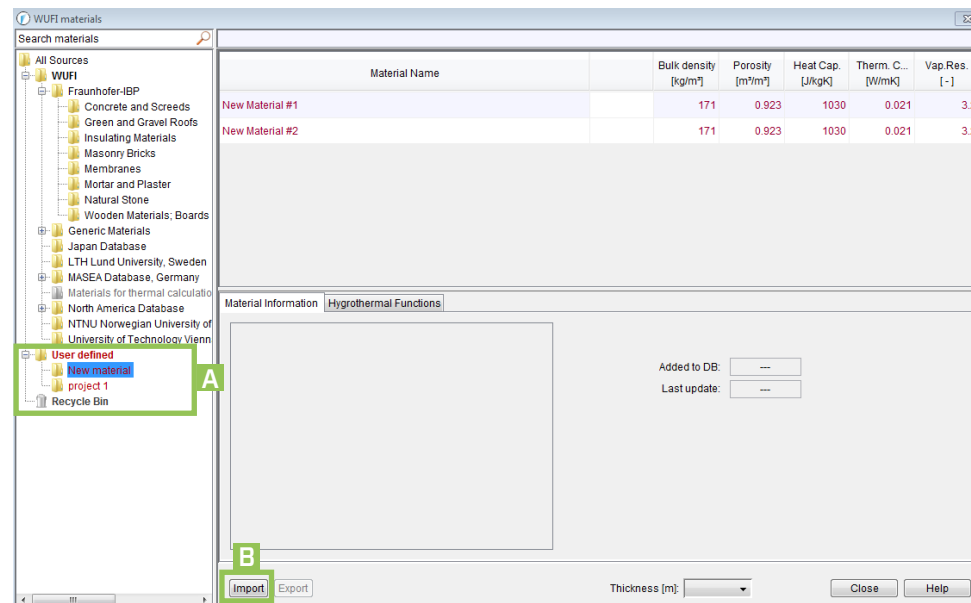 WUFI materials
Search materials
All Sources
WUFI
Fraunhofer-IBP
Concrete and Screeds
Green and Gravel Roofs
Insulating Materials
Masonry Bricks
Membranes
Mortar and Plaster
Natural Stone
Wooden Materials; Boards
Generic Materials
Japan Database
LTH Lund University, Sweden
MASEA Database, Germany
Materials for thermal calculatio
North America Database
NTNU Norwegian University of
University of Technology Vienn
User defined
New material
project 1
Recycle Bin
A
Material Name Bulk density [kg/m³] Porosity [m³/m³] Heat Cap. [J/kgK] Therm. C... [W/mK] Vap.Res. [-]
New Material #1 171 0.923 1030 0.021 3.
New Material #2 171 0.923 1030 0.021 3.
Material Information Hygrothermal Functions
Added to DB: ---
Last update: ---
B
Import Export Thickness [m]: Close Help